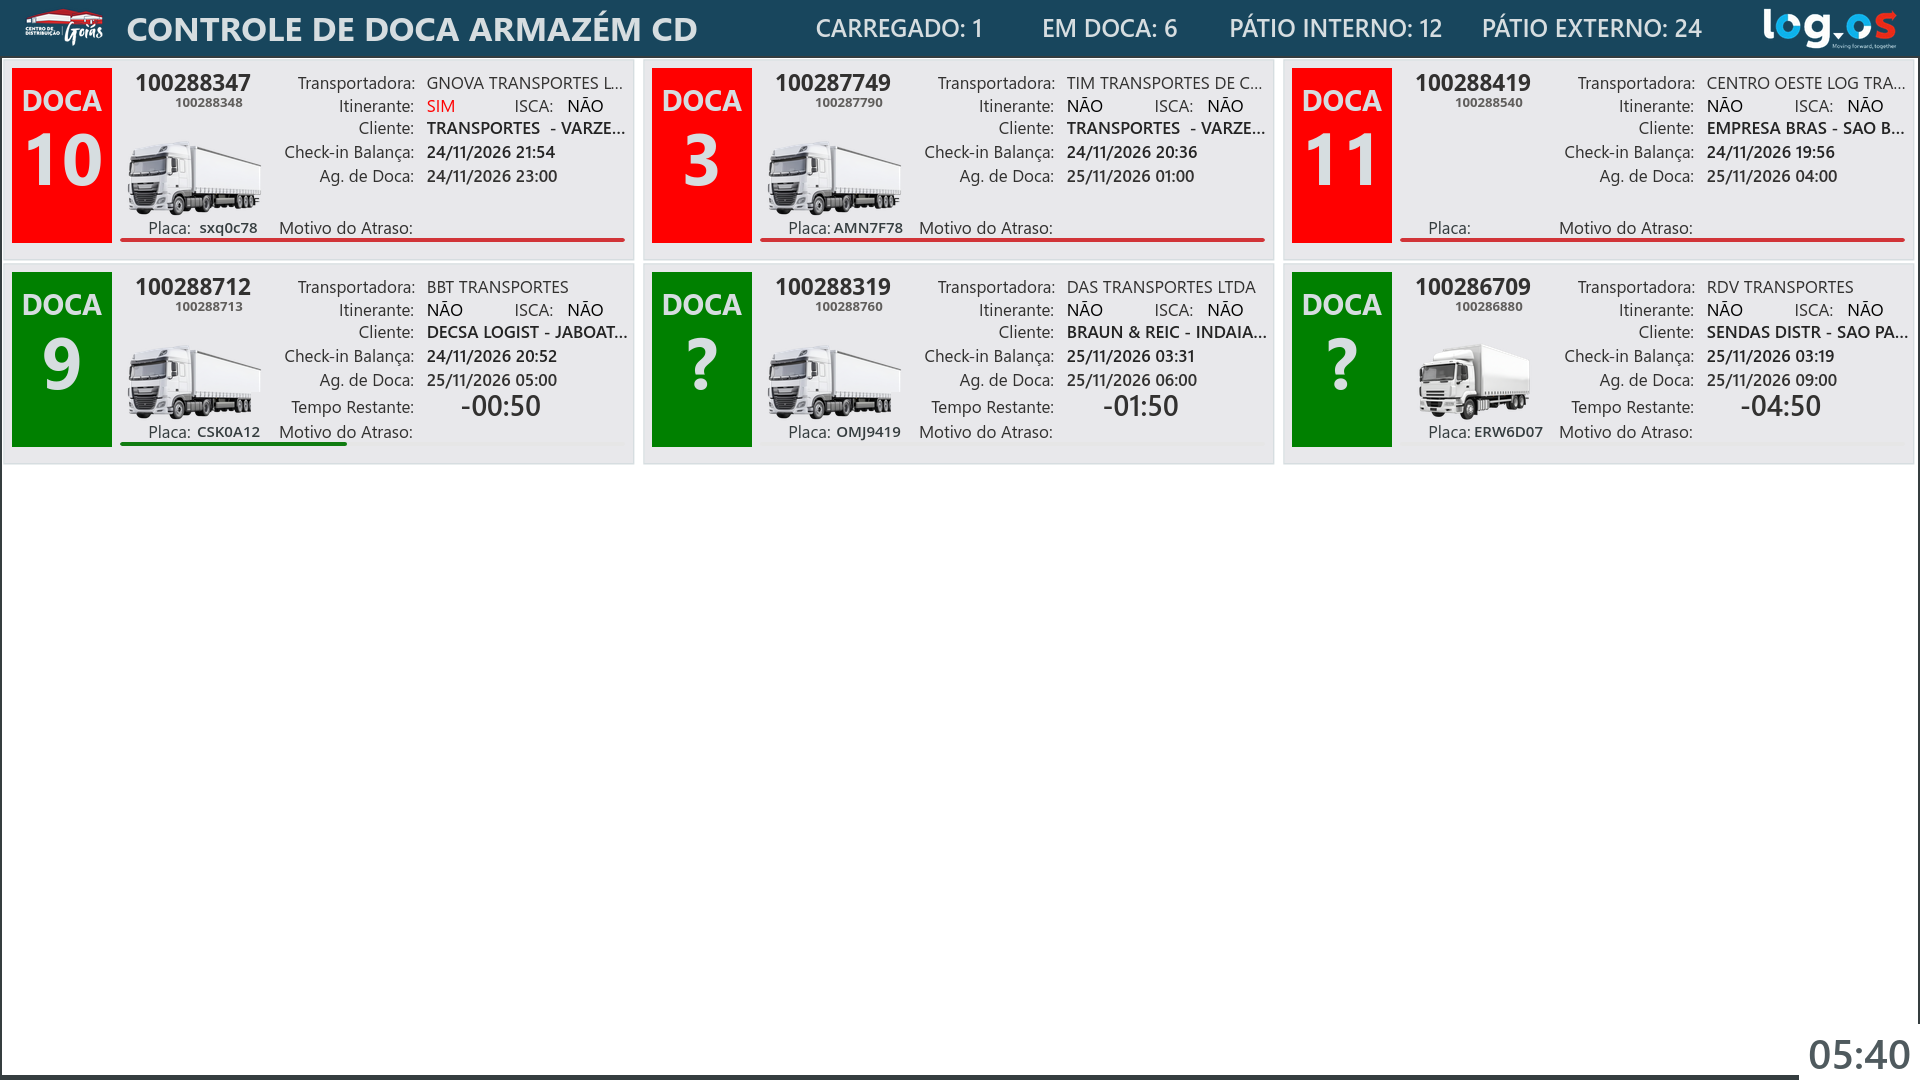 CENTRO DE DISTRIBUIÇÃO Goiás
CONTROLE DE DOCA ARMAZÉM CD
CARREGADO: 1
EM DOCA: 6
PÁTIO INTERNO: 12
PÁTIO EXTERNO: 24
log.os
Moving forward, together
DOCA
10
100288347
100288348
Transportadora: GNOVA TRANSPORTES L...
Itinerante: SIM ISCA: NÃO
Cliente: TRANSPORTES - VARZE...
Check-in Balança: 24/11/2026 21:54
Ag. de Doca: 24/11/2026 23:00
Placa: sxq0c78 Motivo do Atraso:
DOCA
3
100287749
100287790
Transportadora: TIM TRANSPORTES DE C...
Itinerante: NÃO ISCA: NÃO
Cliente: TRANSPORTES - VARZE...
Check-in Balança: 24/11/2026 20:36
Ag. de Doca: 25/11/2026 01:00
Placa: AMN7F78 Motivo do Atraso:
DOCA
11
100288419
100288540
Transportadora: CENTRO OESTE LOG TRA...
Itinerante: NÃO ISCA: NÃO
Cliente: EMPRESA BRAS - SAO B...
Check-in Balança: 24/11/2026 19:56
Ag. de Doca: 25/11/2026 04:00
Placa: Motivo do Atraso:
DOCA
9
100288712
100288713
Transportadora: BBT TRANSPORTES
Itinerante: NÃO ISCA: NÃO
Cliente: DECSA LOGIST - JABOAT...
Check-in Balança: 24/11/2026 20:52
Ag. de Doca: 25/11/2026 05:00
Tempo Restante: -00:50
Placa: CSK0A12 Motivo do Atraso:
DOCA
?
100288319
100288760
Transportadora: DAS TRANSPORTES LTDA
Itinerante: NÃO ISCA: NÃO
Cliente: BRAUN & REIC - INDAIA...
Check-in Balança: 25/11/2026 03:31
Ag. de Doca: 25/11/2026 06:00
Tempo Restante: -01:50
Placa: OMJ9419 Motivo do Atraso:
DOCA
?
100286709
100286880
Transportadora: RDV TRANSPORTES
Itinerante: NÃO ISCA: NÃO
Cliente: SENDAS DISTR - SAO PA...
Check-in Balança: 25/11/2026 03:19
Ag. de Doca: 25/11/2026 09:00
Tempo Restante: -04:50
Placa: ERW6D07 Motivo do Atraso:
05:40